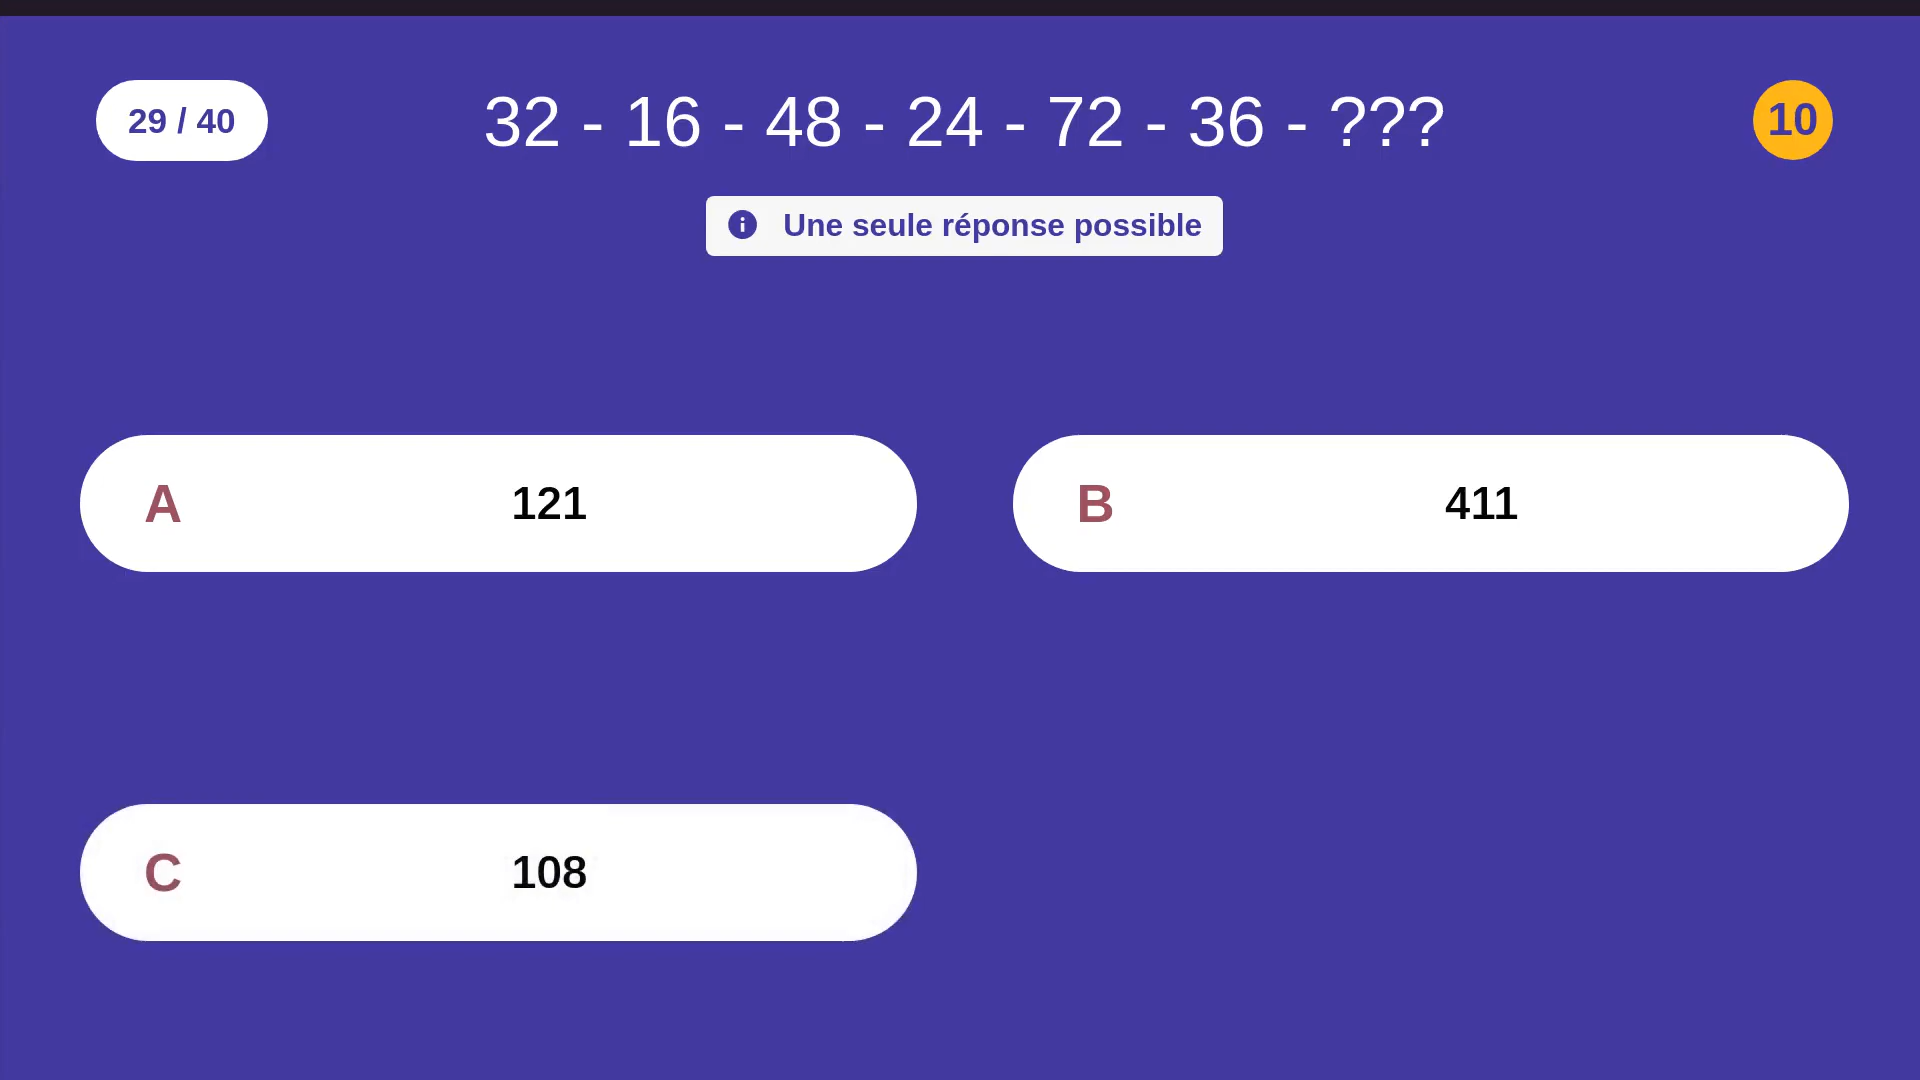 29 / 40
32 - 16 - 48 - 24 - 72 - 36 - ???
10
Une seule réponse possible
A 121
B 411
C 108